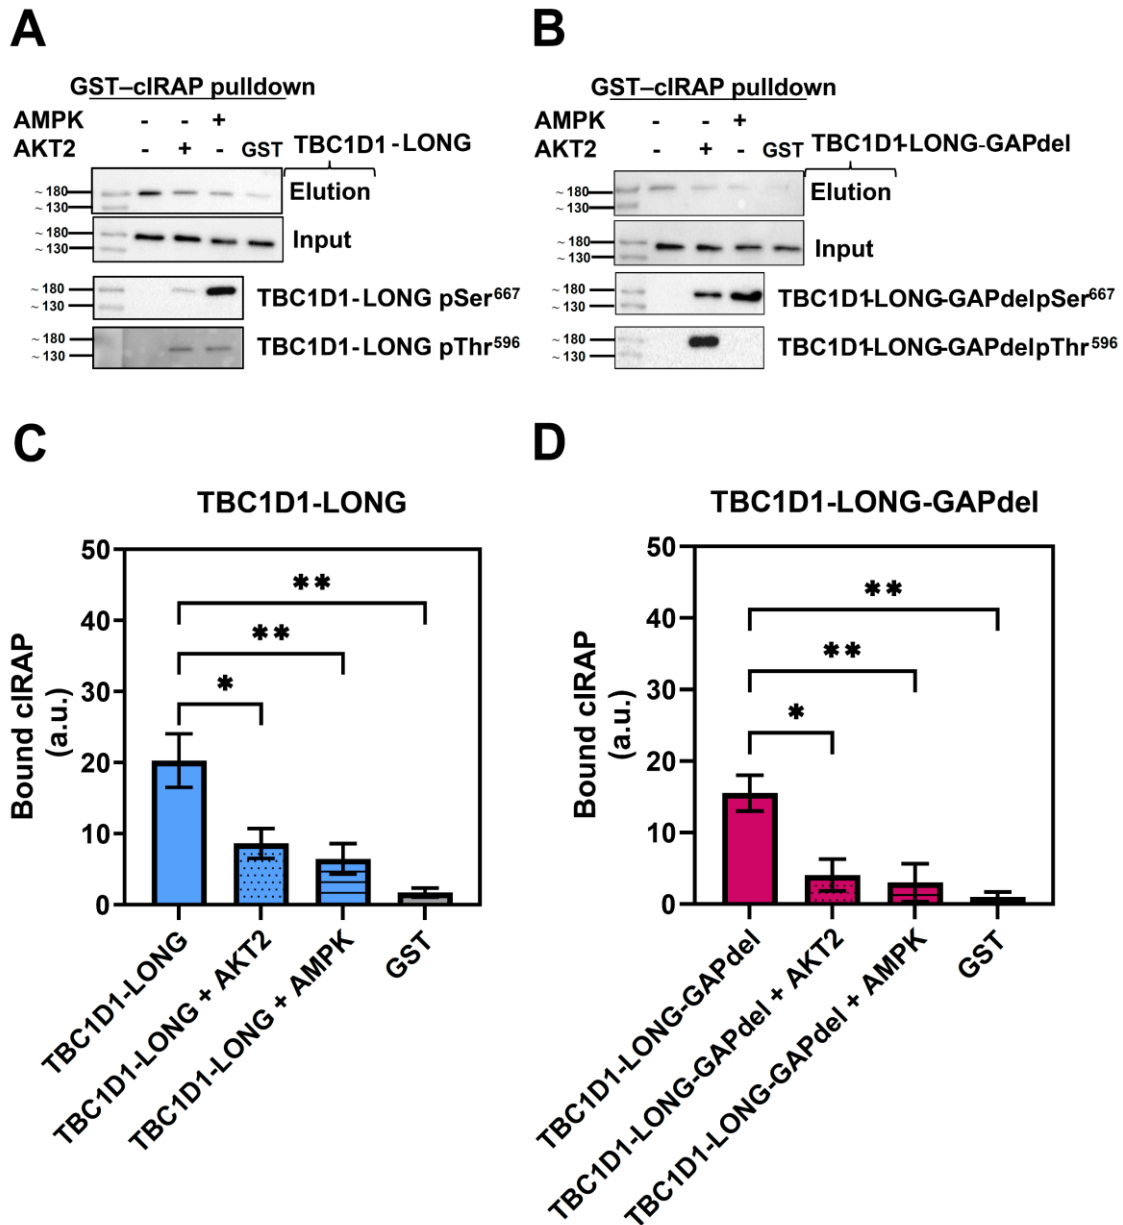 A
GST–cIRAP pulldown
AMPK - - +
AKT2 - + - GST TBC1D1-LONG
~ 180
~ 130
Elution
~ 180
~ 130
Input
~ 180
~ 130
TBC1D1-LONG pSer667
~ 180
~ 130
TBC1D1-LONG pThr596
B
GST–cIRAP pulldown
AMPK - - +
AKT2 - + - GST TBC1D1-LONG-GAPdel
~ 180
~ 130
Elution
~ 180
~ 130
Input
~ 180
~ 130
TBC1D1-LONG-GAPdelpSer667
~ 180
~ 130
TBC1D1-LONG-GAPdelpThr596
C
TBC1D1-LONG
Bound cIRAP
(a.u.)
50
40
30
20
10
0
**
**
*
TBC1D1-LONG
TBC1D1-LONG + AKT2
TBC1D1-LONG + AMPK
GST
D
TBC1D1-LONG-GAPdel
Bound cIRAP
(a.u.)
50
40
30
20
10
0
**
**
*
TBC1D1-LONG-GAPdel
TBC1D1-LONG-GAPdel + AKT2
TBC1D1-LONG-GAPdel + AMPK
GST